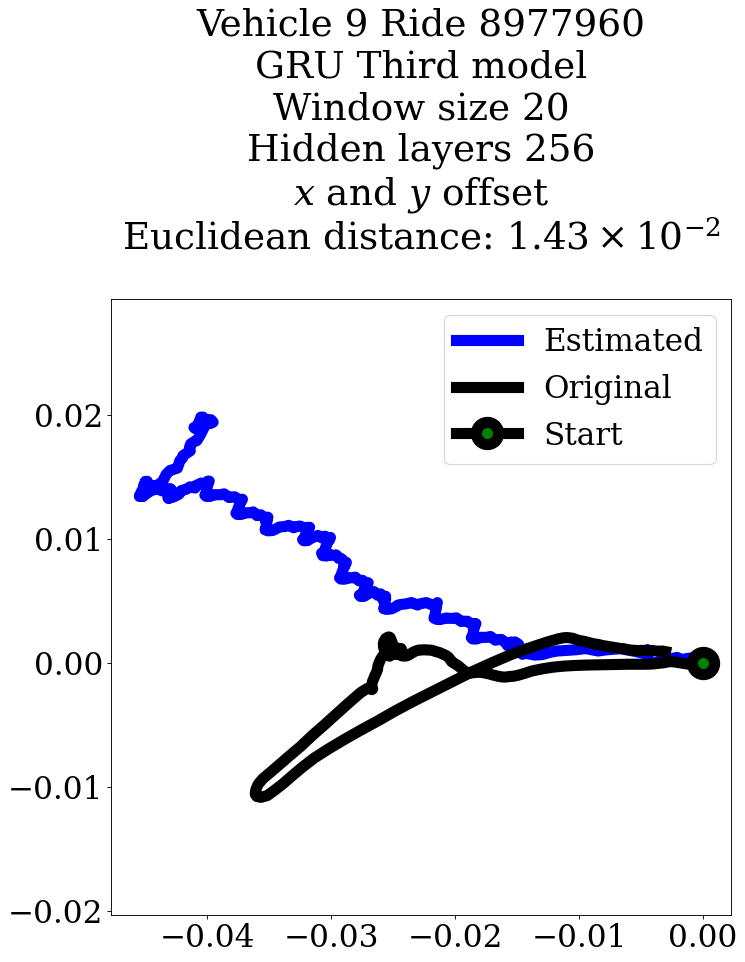 Vehicle 9 Ride 8977960
GRU Third model
Window size 20
Hidden layers 256
x and y offset
Euclidean distance: 1.43 × 10⁻²
Estimated
Original
Start
0.02
0.01
0.00
−0.01
−0.02
−0.04 −0.03 −0.02 −0.01 0.00